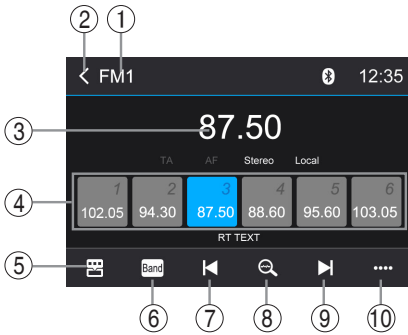 ② ①
< FM1 12:35
③ 87.50
TA AF Stereo Local
④ 1 2 3 4 5 6
102.05 94.30 87.50 88.60 95.60 103.05
RT TEXT
⑤ Band
⑥ ⑦ ⑧ ⑨ ⑩